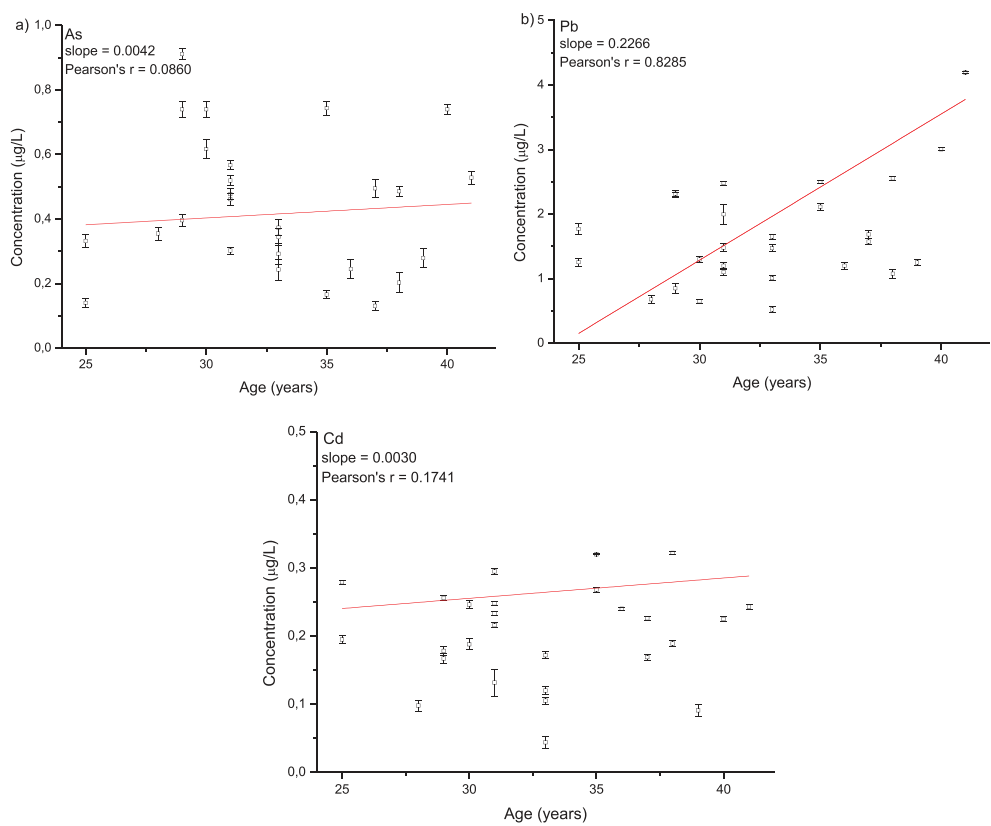 a)
As
slope = 0.0042
Pearson's r = 0.0860
1,0
0,8
0,6
0,4
0,2
0,0
Concentration (µg/L)
25 30 35 40
Age (years)
b)
Pb
slope = 0.2266
Pearson's r = 0.8285
5
4
3
2
1
0
Concentration (µg/L)
25 30 35 40
Age (years)
Cd
slope = 0.0030
Pearson's r = 0.1741
0,5
0,4
0,3
0,2
0,1
0,0
Concentration (µg/L)
25 30 35 40
Age (years)